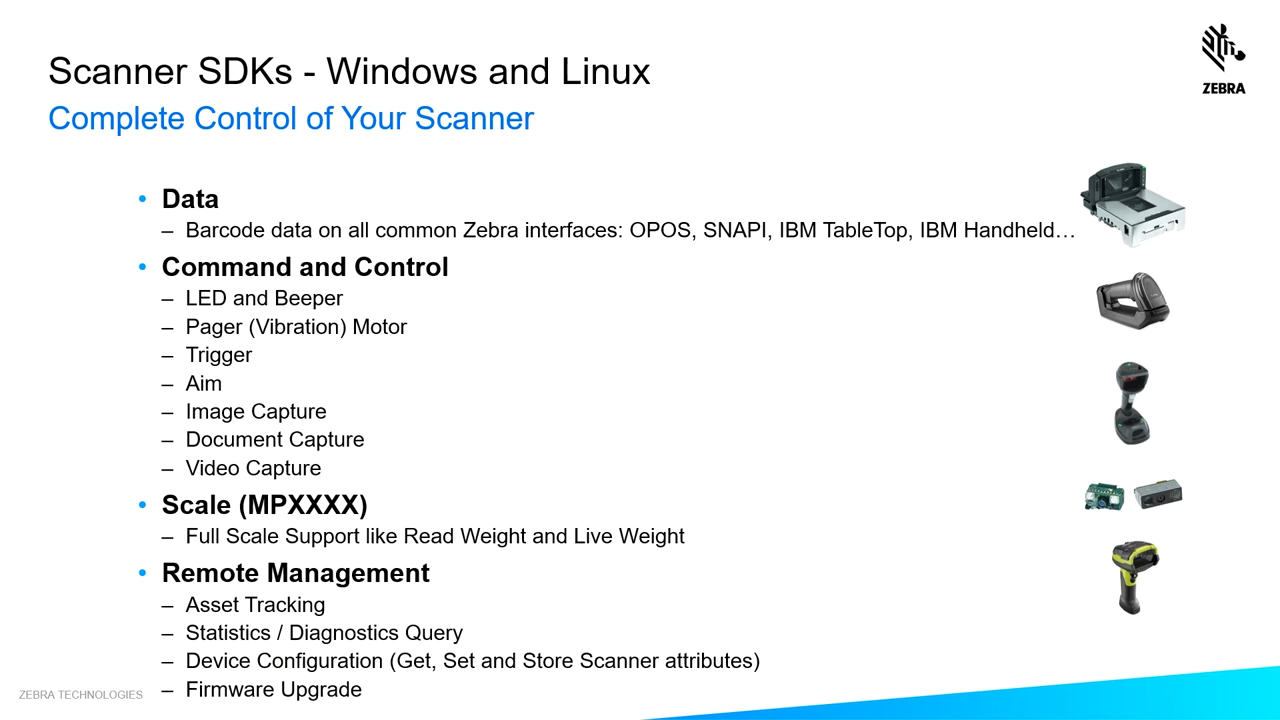 Scanner SDKs - Windows and Linux
Complete Control of Your Scanner
ZEBRA
• Data
– Barcode data on all common Zebra interfaces: OPOS, SNAPI, IBM TableTop, IBM Handheld…
• Command and Control
– LED and Beeper
– Pager (Vibration) Motor
– Trigger
– Aim
– Image Capture
– Document Capture
– Video Capture
• Scale (MPXXXX)
– Full Scale Support like Read Weight and Live Weight
• Remote Management
– Asset Tracking
– Statistics / Diagnostics Query
– Device Configuration (Get, Set and Store Scanner attributes)
– Firmware Upgrade
ZEBRA TECHNOLOGIES